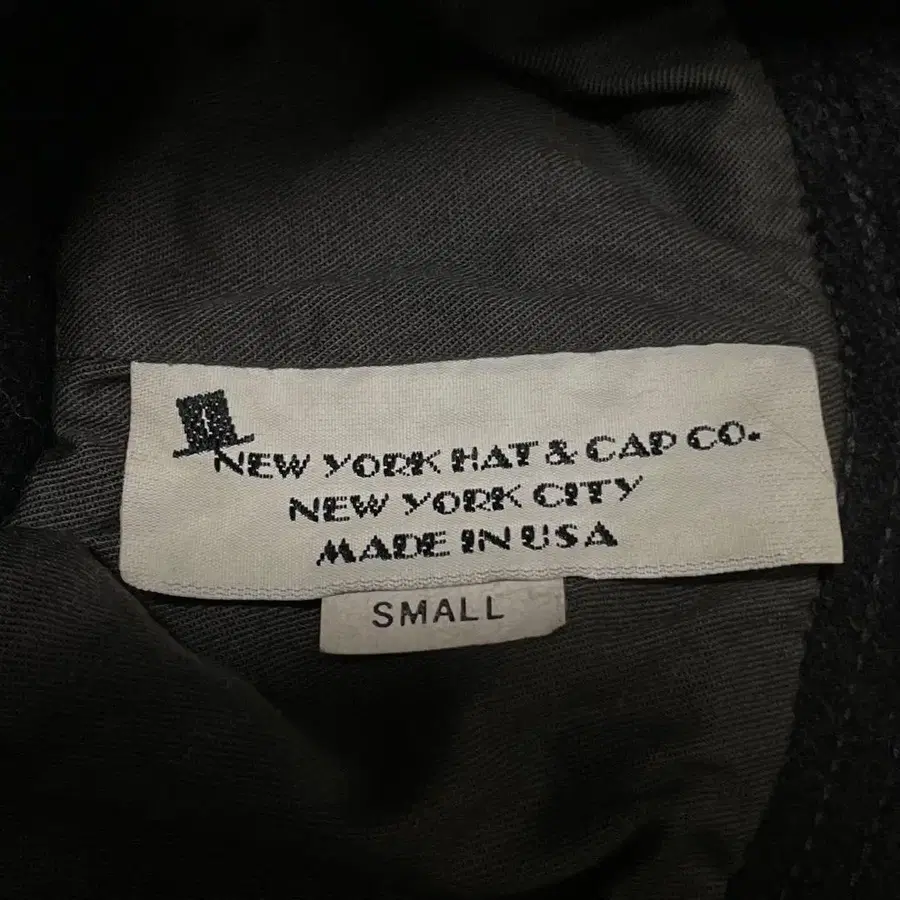 NEW YORK HAT & CAP CO.
NEW YORK CITY
MADE IN USA
SMALL